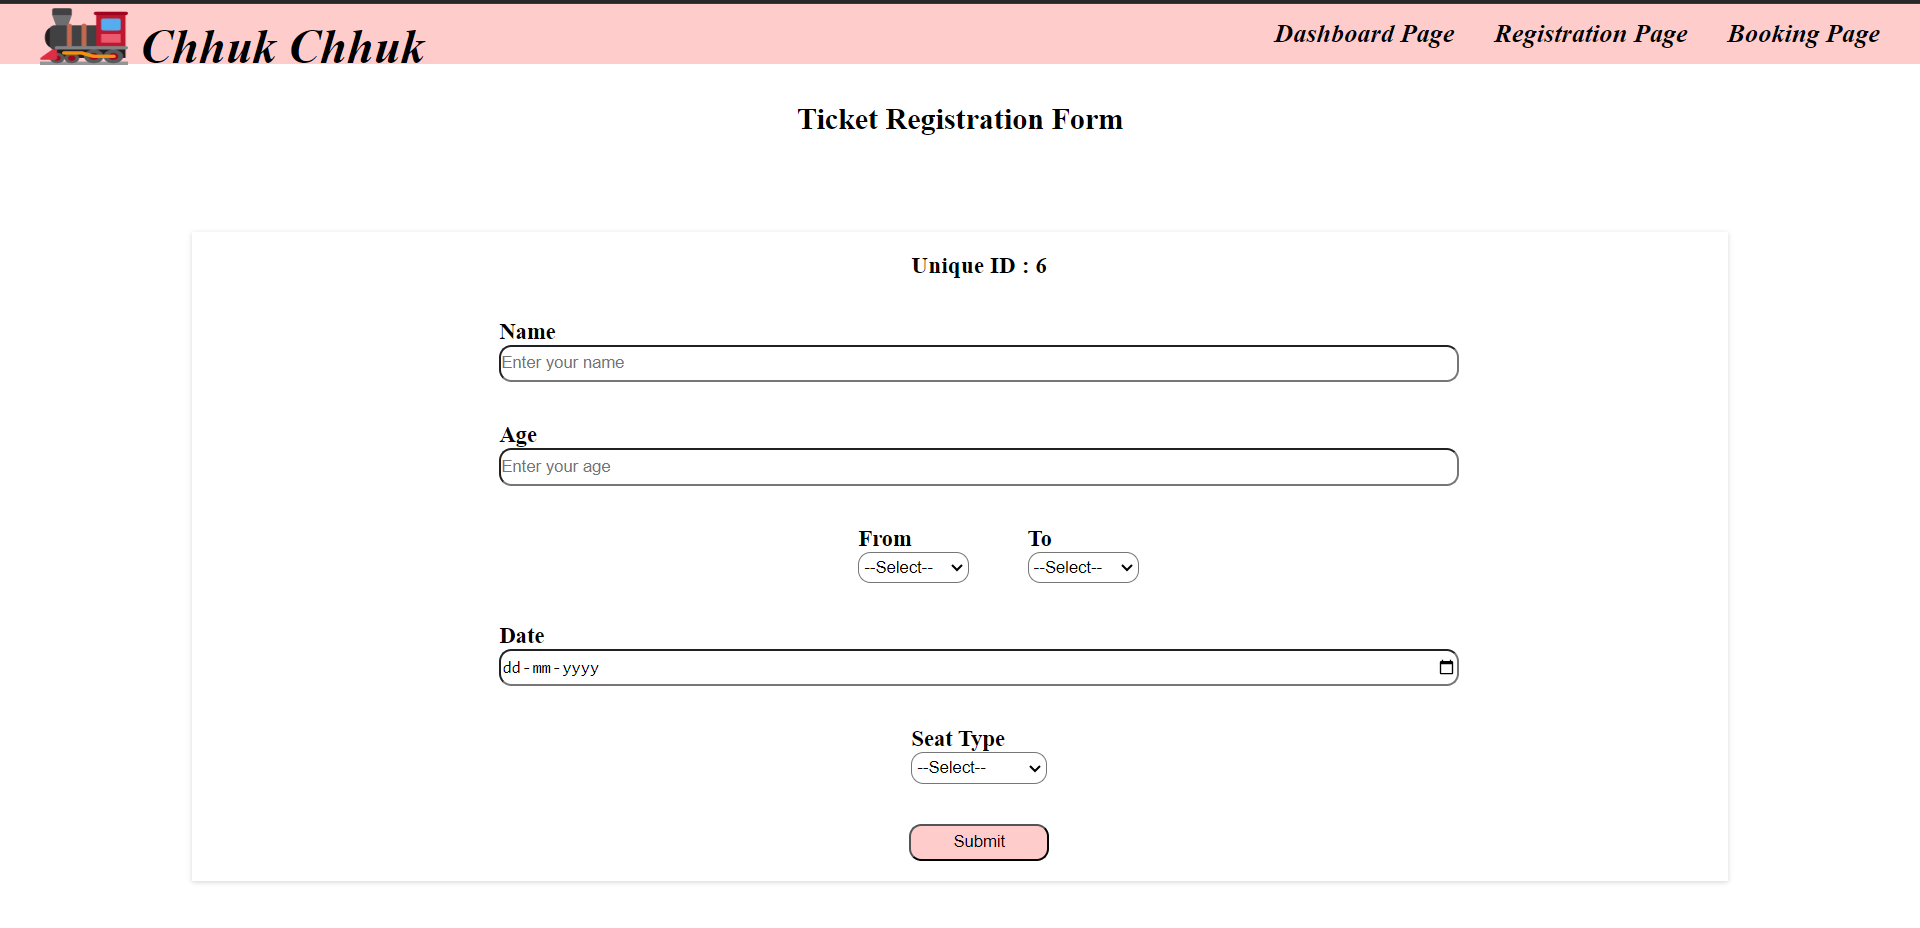 Chhuk Chhuk
Dashboard Page Registration Page Booking Page
Ticket Registration Form
Unique ID : 6
Name
Enter your name
Age
Enter your age
From To
--Select-- --Select--
Date
dd-mm-yyyy
Seat Type
--Select--
Submit